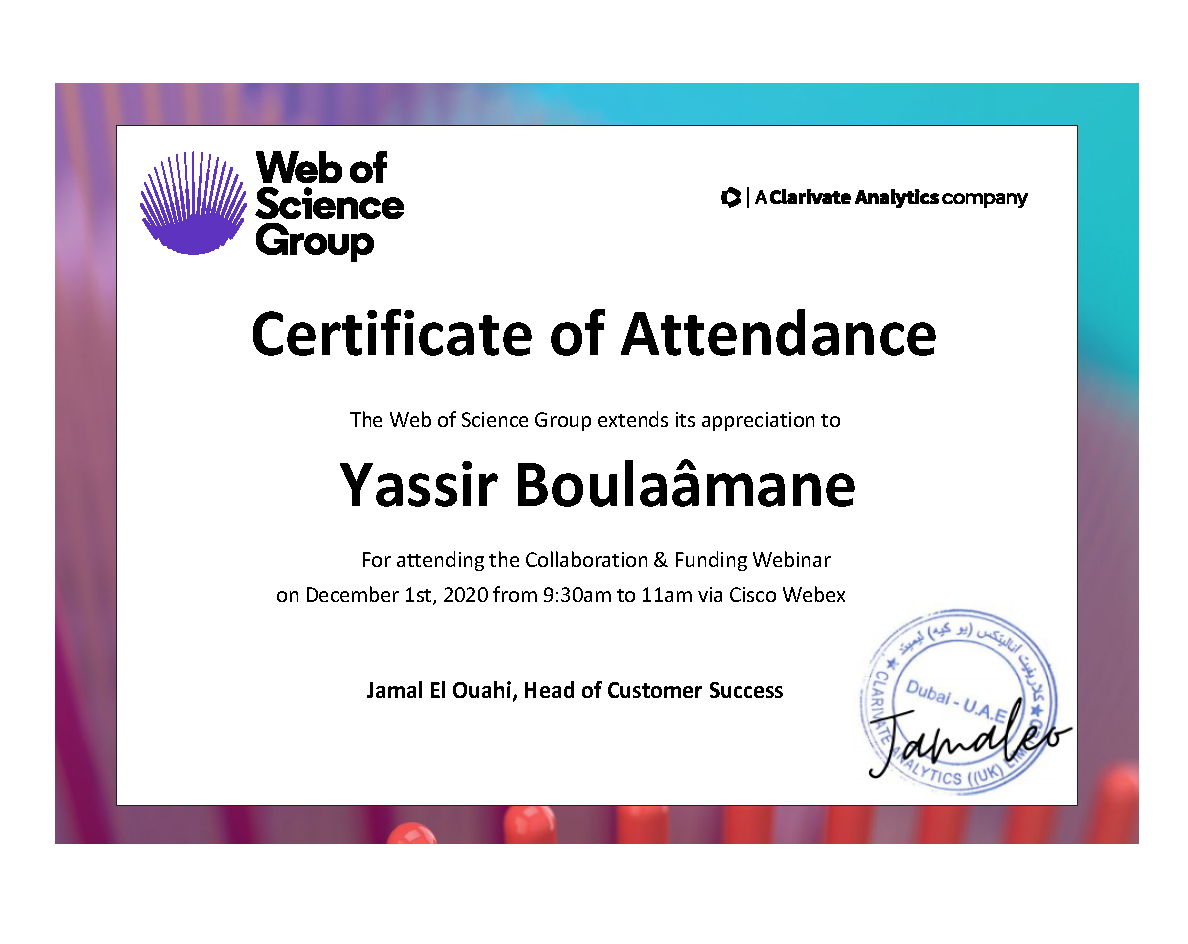 Web of
Science
Group
A Clarivate Analytics company
Certificate of Attendance
The Web of Science Group extends its appreciation to
Yassir Boulaâmane
For attending the Collaboration & Funding Webinar
on December 1st, 2020 from 9:30am to 11am via Cisco Webex
Jamal El Ouahi, Head of Customer Success
كلاريفيت أناليتكس (يو كيه) ليميتد
Dubai - U.A.E
CLARIVATE ANALYTICS ((UK)
Jamaleo